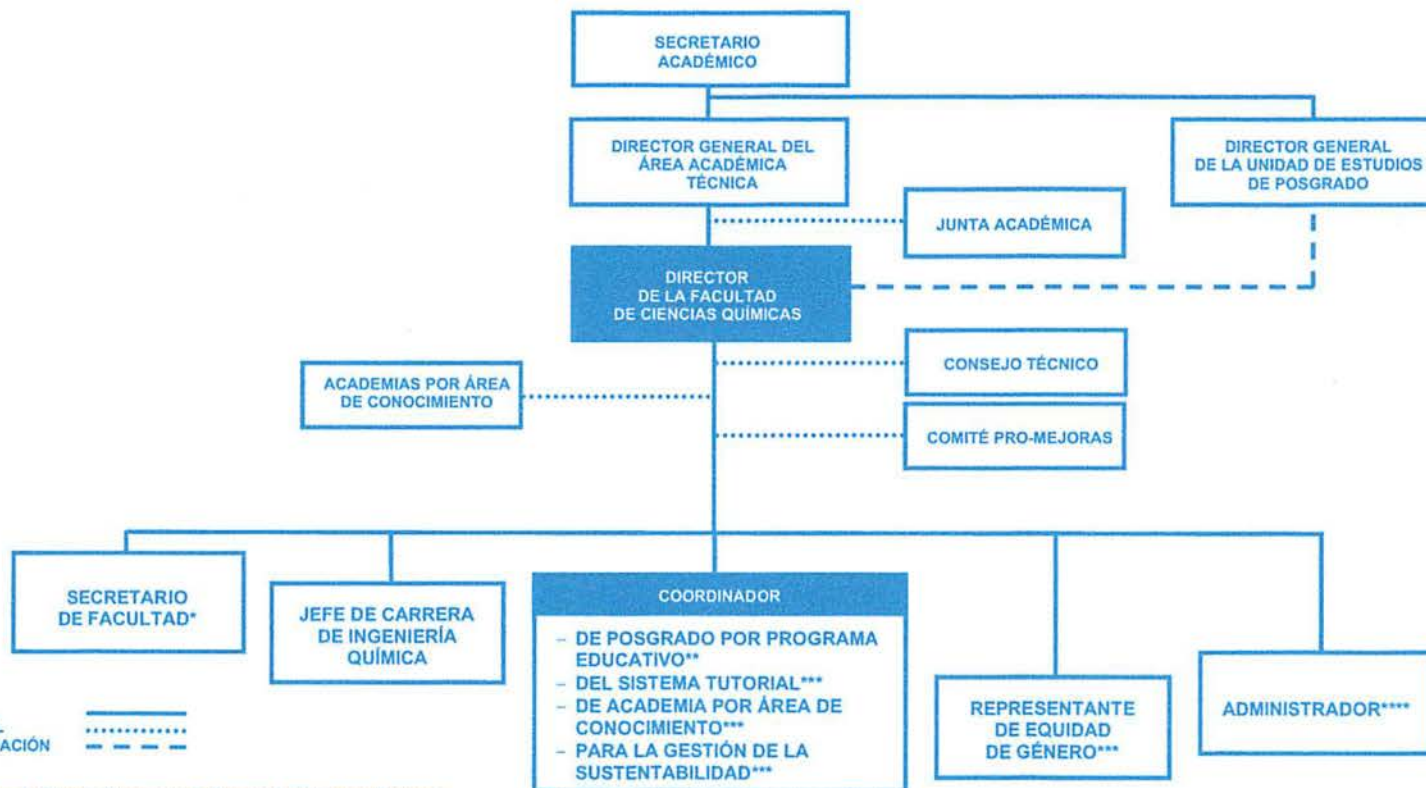 SECRETARIO
ACADÉMICO
DIRECTOR GENERAL DEL
ÁREA ACADÉMICA
TÉCNICA
DIRECTOR GENERAL
DE LA UNIDAD DE ESTUDIOS
DE POSGRADO
JUNTA ACADÉMICA
DIRECTOR
DE LA FACULTAD
DE CIENCIAS QUÍMICAS
CONSEJO TÉCNICO
ACADEMIAS POR ÁREA
DE CONOCIMIENTO
COMITÉ PRO-MEJORAS
SECRETARIO
DE FACULTAD*
JEFE DE CARRERA
DE INGENIERÍA
QUÍMICA
COORDINADOR
– DE POSGRADO POR PROGRAMA
EDUCATIVO**
– DEL SISTEMA TUTORIAL***
– DE ACADEMIA POR ÁREA DE
CONOCIMIENTO***
– PARA LA GESTIÓN DE LA
SUSTENTABILIDAD***
REPRESENTANTE
DE EQUIDAD
DE GÉNERO***
ADMINISTRADOR****
ACIÓN